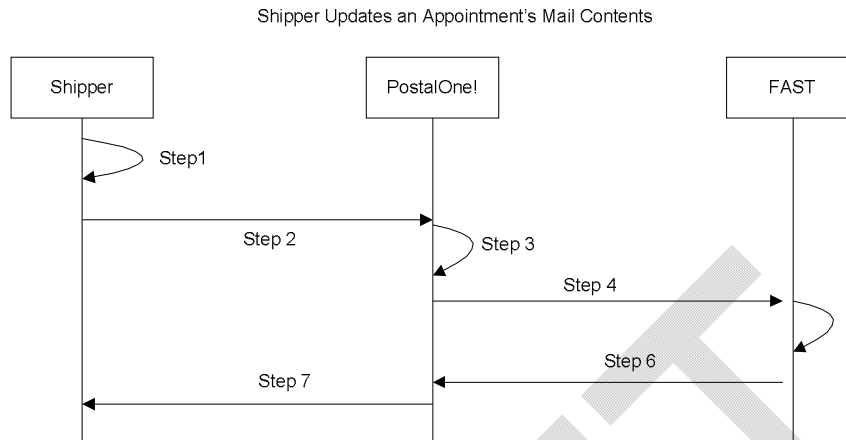 Shipper Updates an Appointment's Mail Contents
Shipper
PostalOne!
FAST
Step1
Step 2
Step 3
Step 4
Step 6
Step 7